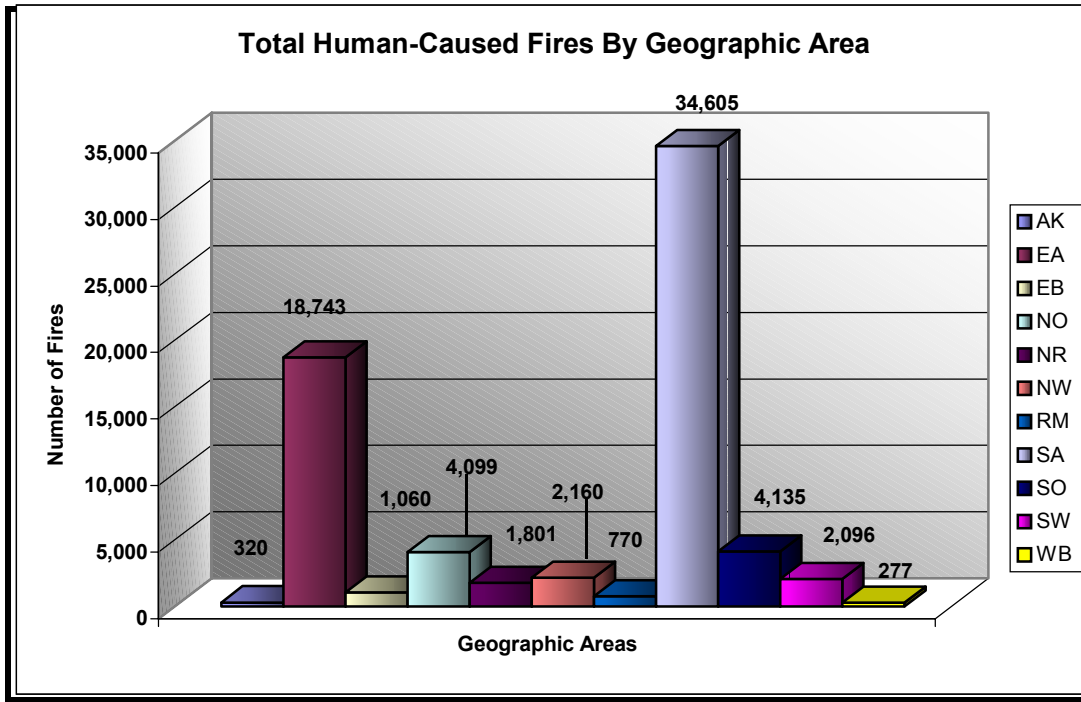 Total Human-Caused Fires By Geographic Area
34,605
35,000
30,000
25,000
20,000
15,000
10,000
5,000
0
Number of Fires
320
18,743
1,060
4,099
1,801
2,160
770
4,135
2,096
277
Geographic Areas
AK
EA
EB
NO
NR
NW
RM
SA
SO
SW
WB